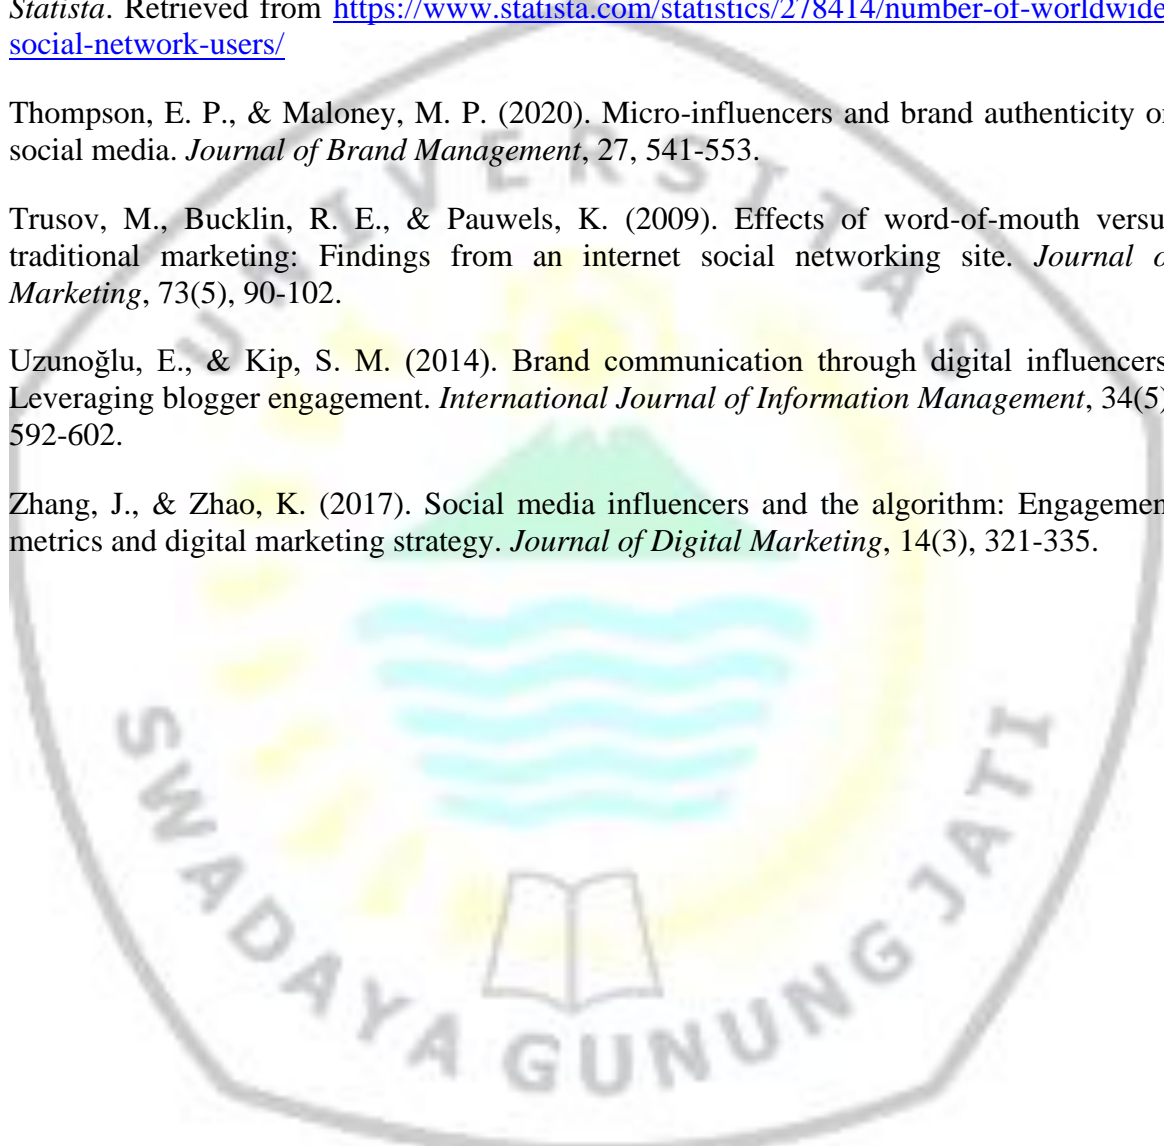 Statista. Retrieved from https://www.statista.com/statistics/278414/number-of-worldwide
social-network-users/
Thompson, E. P., & Maloney, M. P. (2020). Micro-influencers and brand authenticity o
social media. Journal of Brand Management, 27, 541-553.
Trusov, M., Bucklin, R. E., & Pauwels, K. (2009). Effects of word-of-mouth versu
traditional marketing: Findings from an internet social networking site. Journal o
Marketing, 73(5), 90-102.
Uzunoğlu, E., & Kip, S. M. (2014). Brand communication through digital influencers
Leveraging blogger engagement. International Journal of Information Management, 34(5)
592-602.
Zhang, J., & Zhao, K. (2017). Social media influencers and the algorithm: Engagemen
metrics and digital marketing strategy. Journal of Digital Marketing, 14(3), 321-335.
UNIVERSITAS
SWADAYA GUNUNG JATI